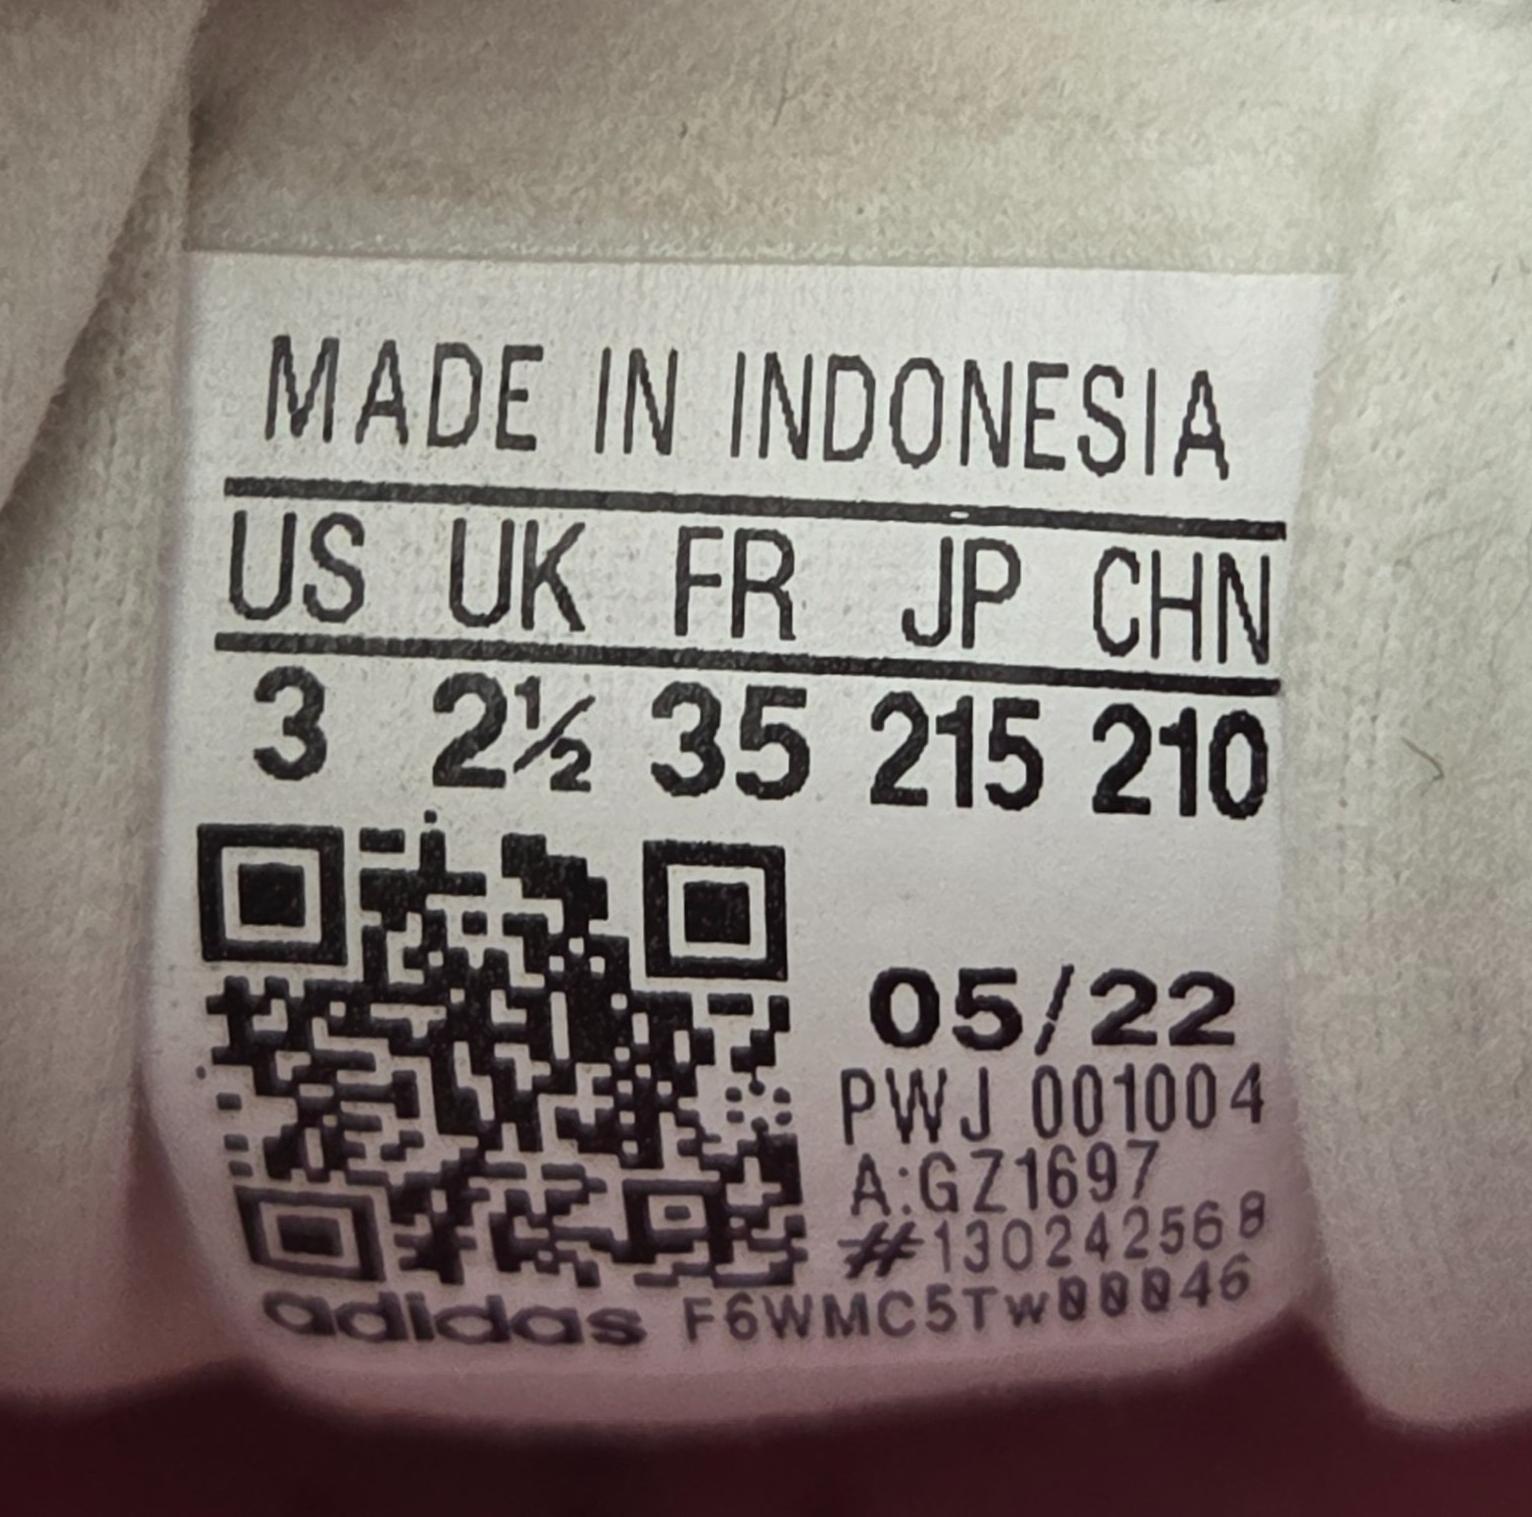 MADE IN INDONESIA
US UK FR JP CHN
3 2½ 35 215 210
05/22
PWJ 001004
A:GZ1697
#130242568
adidas F6WMC5Tw00046